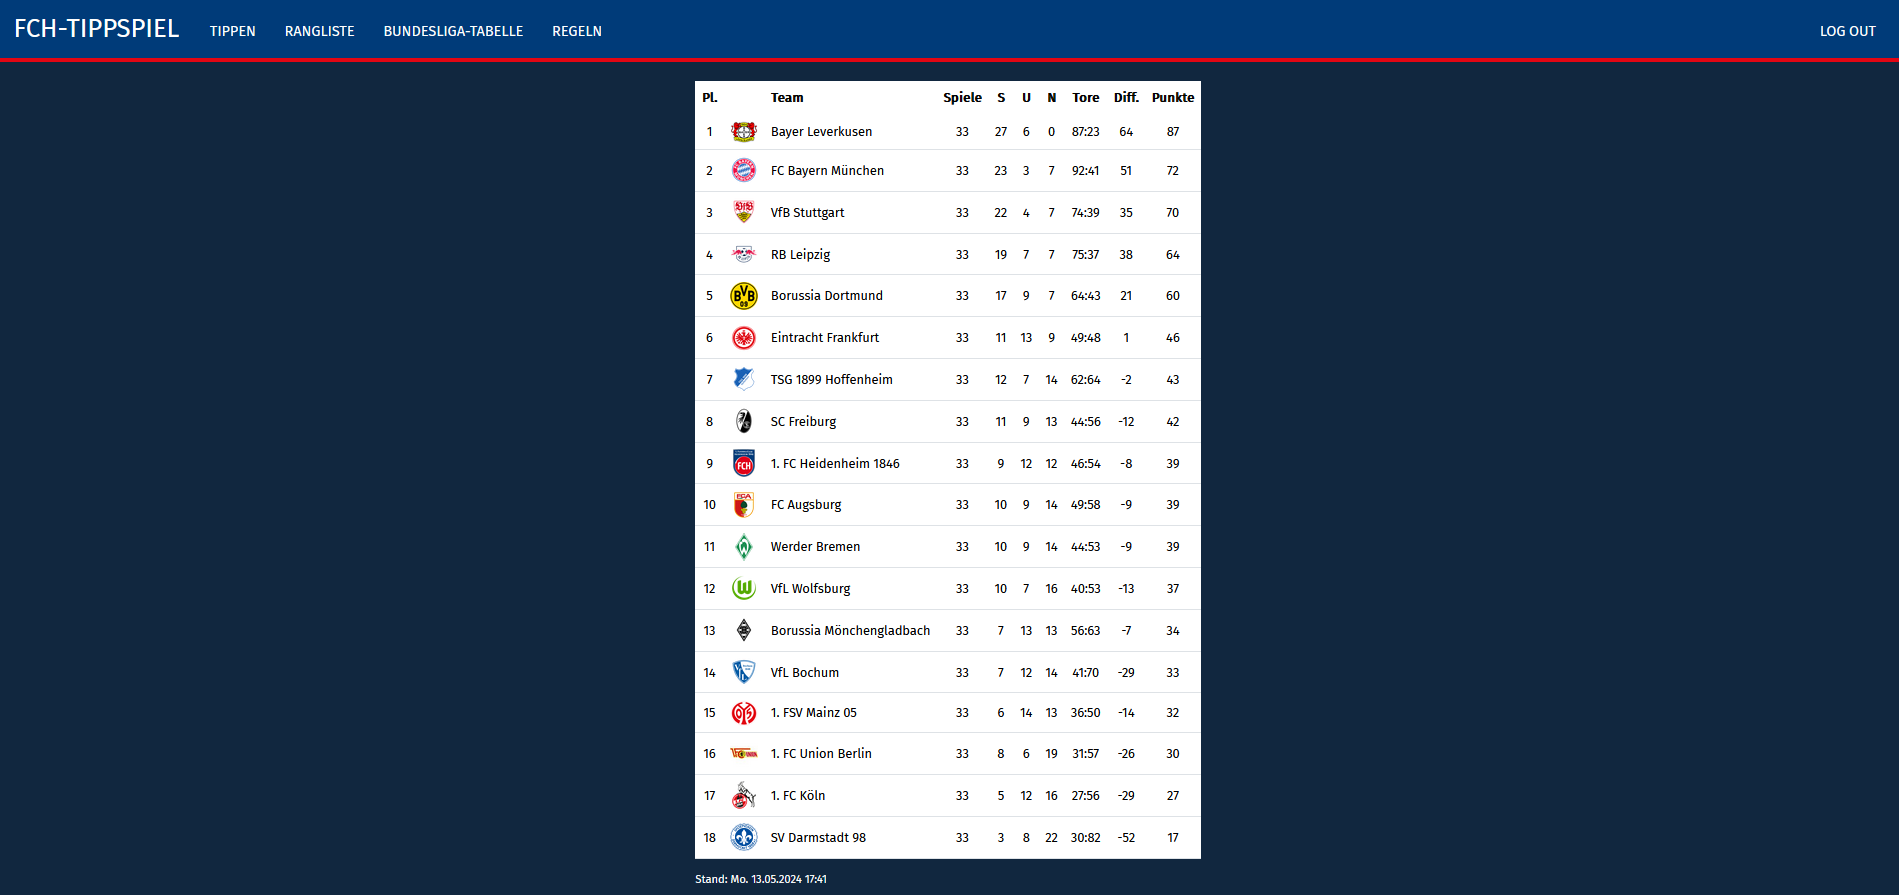 FCH-TIPPSPIEL TIPPEN RANGLISTE BUNDESLIGA-TABELLE REGELN LOG OUT
Pl. Team Spiele S U N Tore Diff. Punkte
1 Bayer Leverkusen 33 27 6 0 87:23 64 87
2 FC Bayern München 33 23 3 7 92:41 51 72
3 VfB Stuttgart 33 22 4 7 74:39 35 70
4 RB Leipzig 33 19 7 7 75:37 38 64
5 BVB 09 Borussia Dortmund 33 17 9 7 64:43 21 60
6 Eintracht Frankfurt 33 11 13 9 49:48 1 46
7 TSG 1899 Hoffenheim 33 12 7 14 62:64 -2 43
8 SC Freiburg 33 11 9 13 44:56 -12 42
9 FCH 1. FC Heidenheim 1846 33 9 12 12 46:54 -8 39
10 FCA FC Augsburg 33 10 9 14 49:58 -9 39
11 W Werder Bremen 33 10 9 14 44:53 -9 39
12 W VfL Wolfsburg 33 10 7 16 40:53 -13 37
13 Borussia Mönchengladbach 33 7 13 13 56:63 -7 34
14 VfL Bochum 33 7 12 14 41:70 -29 33
15 1. FSV Mainz 05 33 6 14 13 36:50 -14 32
16 1. FC Union Berlin 33 8 6 19 31:57 -26 30
17 1. FC Köln 33 5 12 16 27:56 -29 27
18 SV Darmstadt 98 33 3 8 22 30:82 -52 17
Stand: Mo. 13.05.2024 17:41